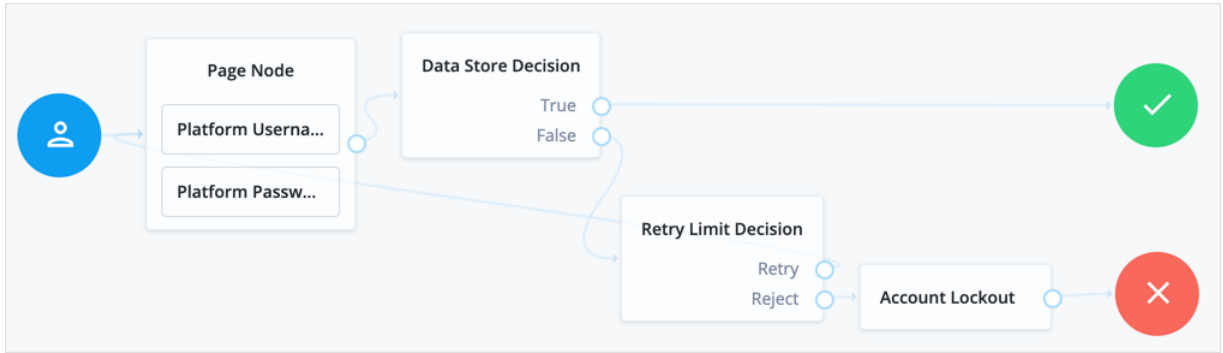 Page Node
Platform Userna...
Platform Passw...
Data Store Decision
True
False
Retry Limit Decision
Retry
Reject
Account Lockout